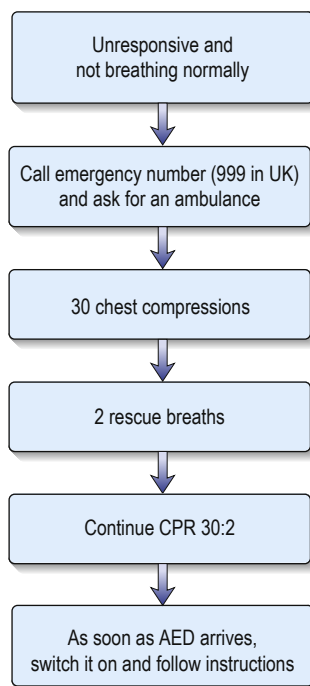 Unresponsive and
not breathing normally
Call emergency number (999 in UK)
and ask for an ambulance
30 chest compressions
2 rescue breaths
Continue CPR 30:2
As soon as AED arrives,
switch it on and follow instructions